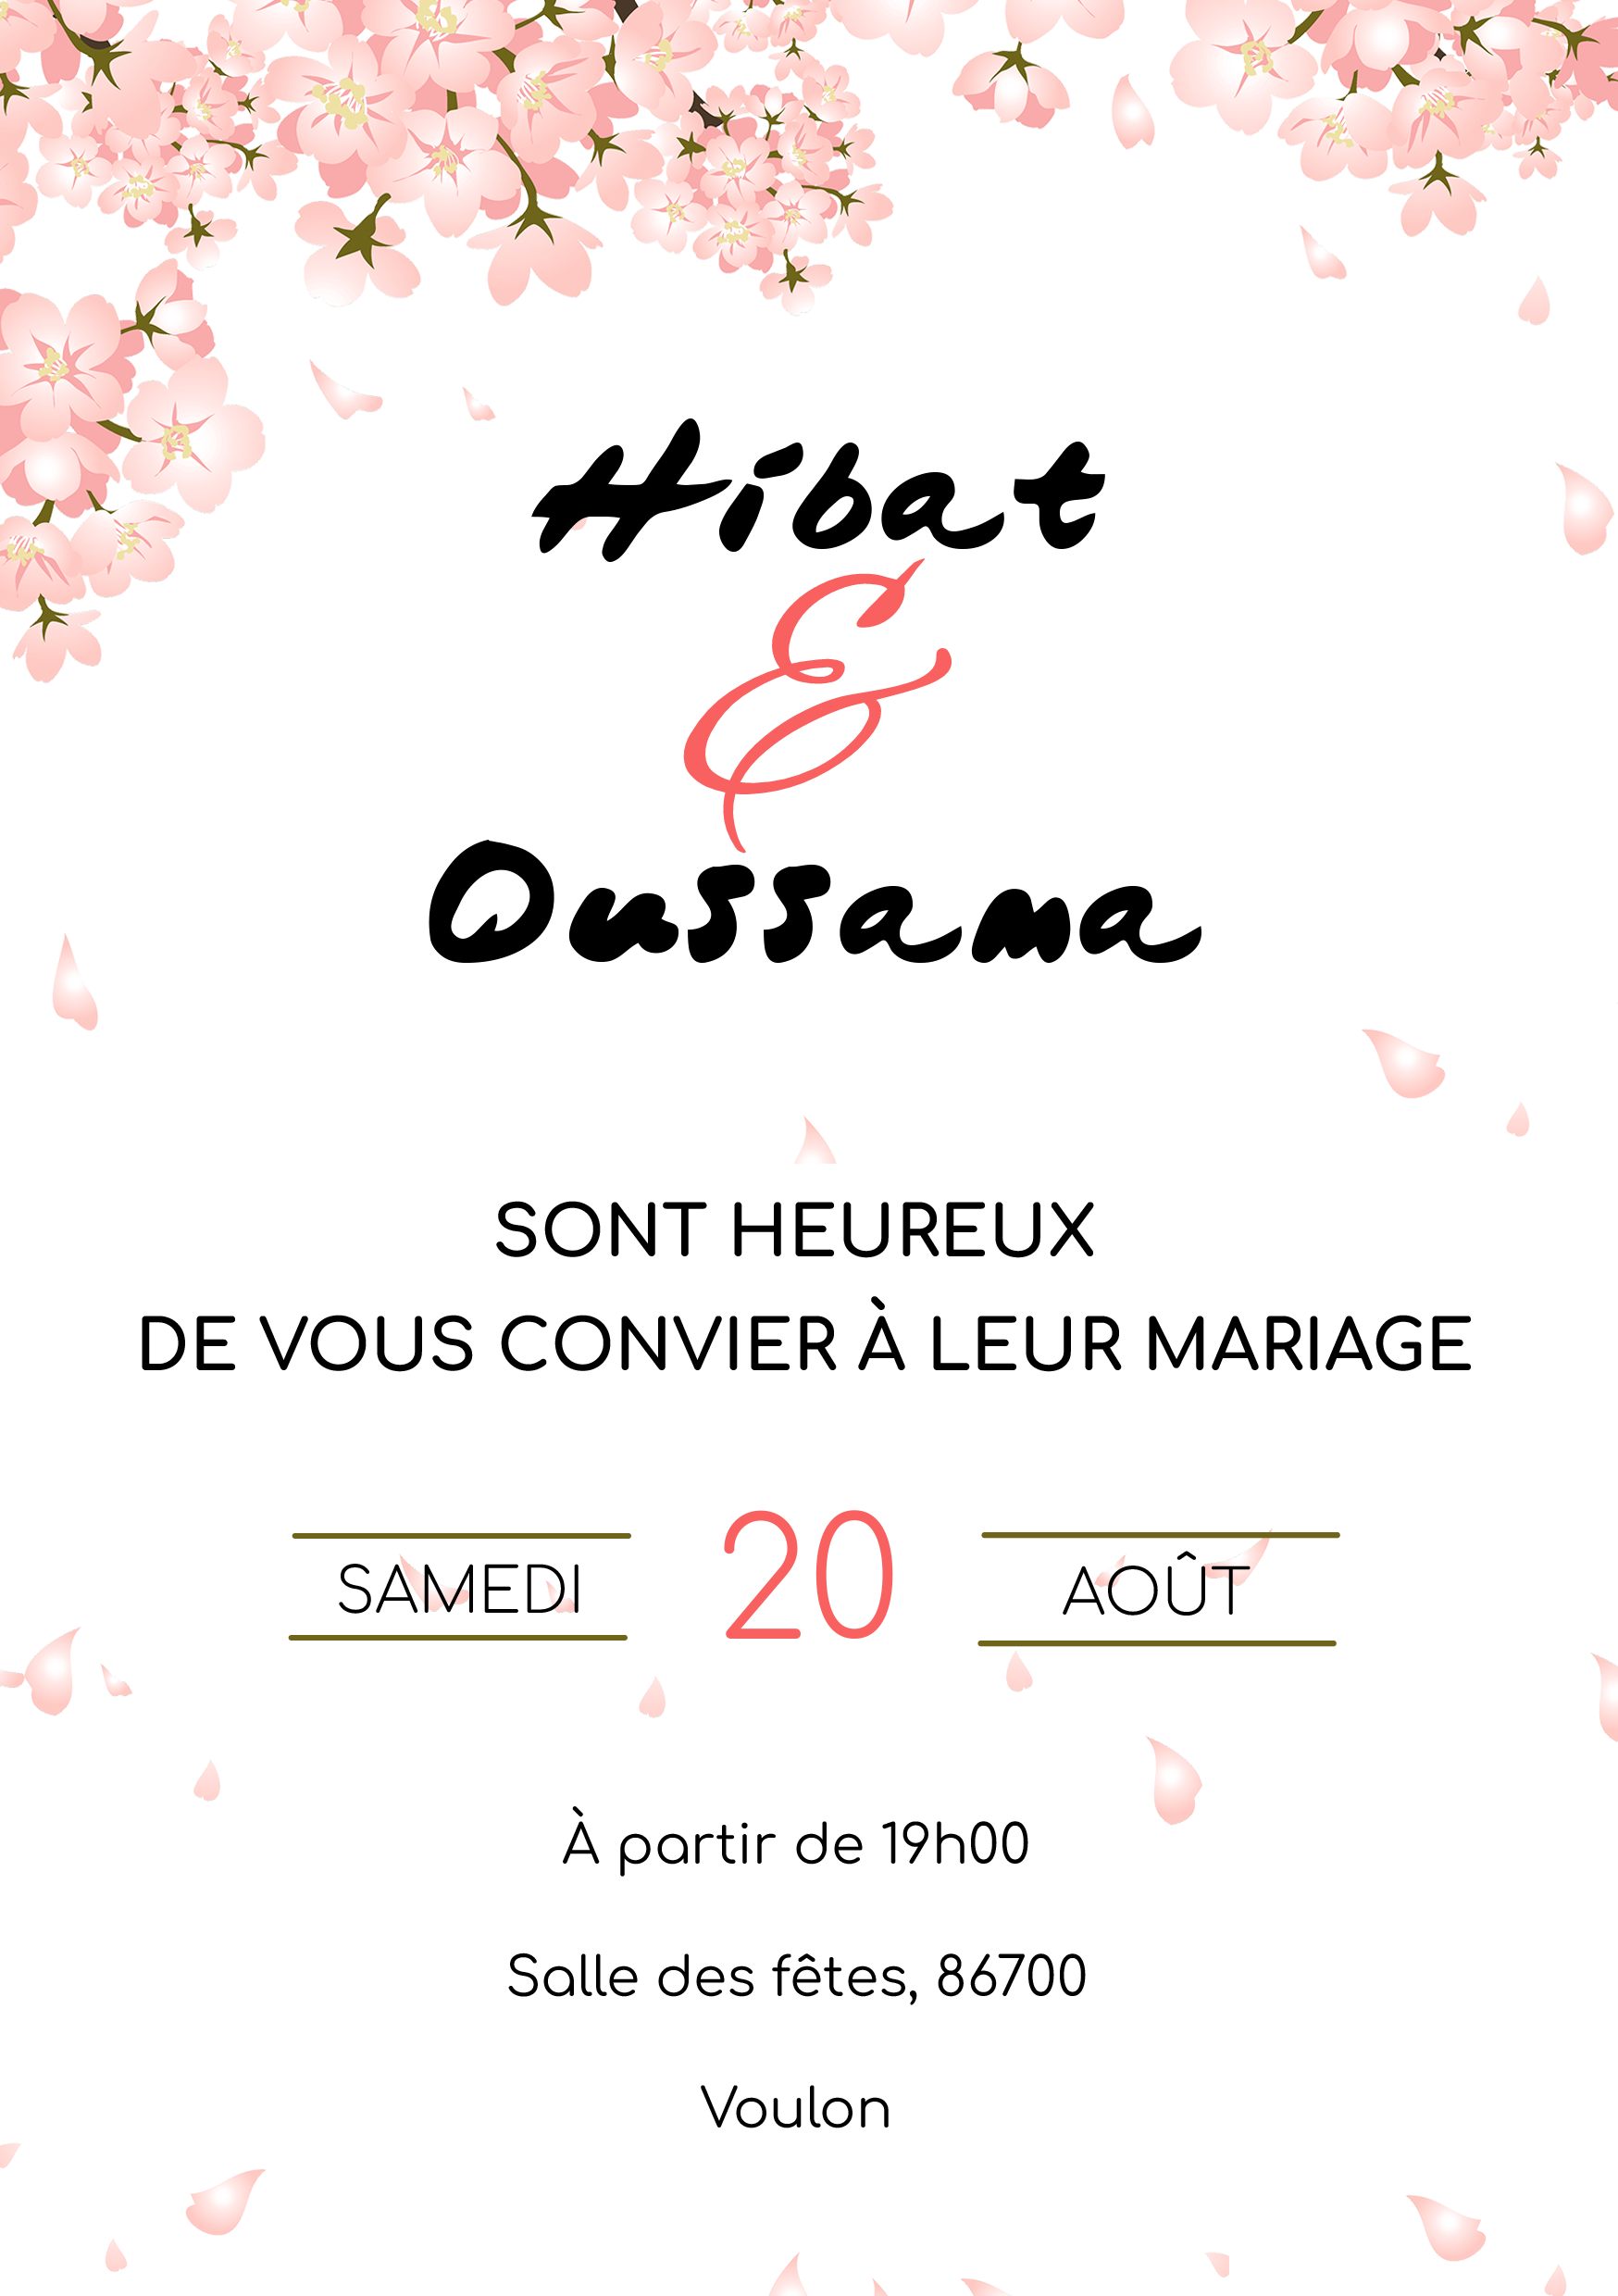 Hibat
&
Oussama
SONT HEUREUX
DE VOUS CONVIER À LEUR MARIAGE
SAMEDI 20 AOÛT
À partir de 19h00
Salle des fêtes, 86700
Voulon